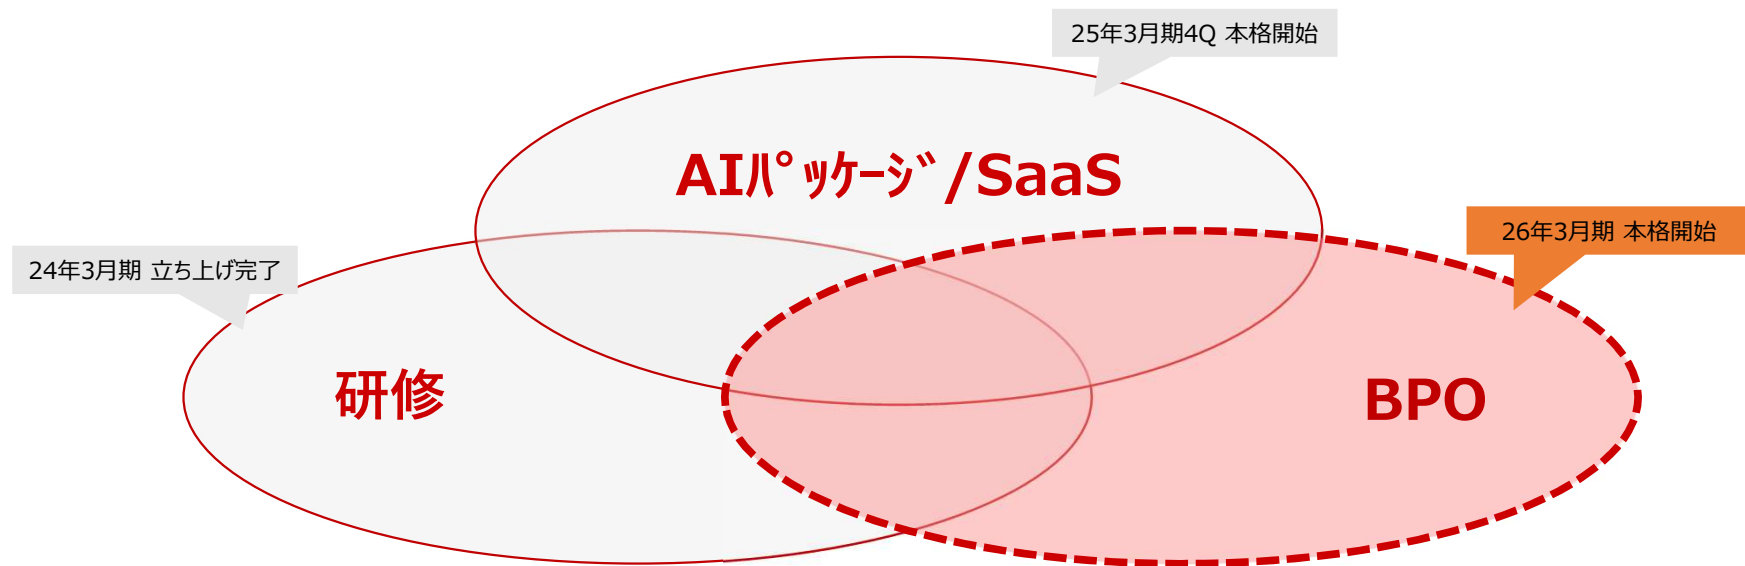 25年3月期4Q 本格開始
AIﾊﾟｯｹｰｼﾞ/SaaS
26年3月期 本格開始
24年3月期 立ち上げ完了
研修
BPO